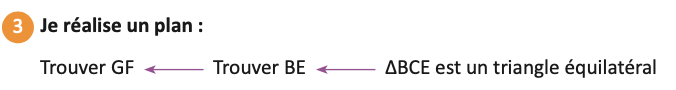 3 Je réalise un plan :
Trouver GF ← Trouver BE ← ΔBCE est un triangle équilatéral